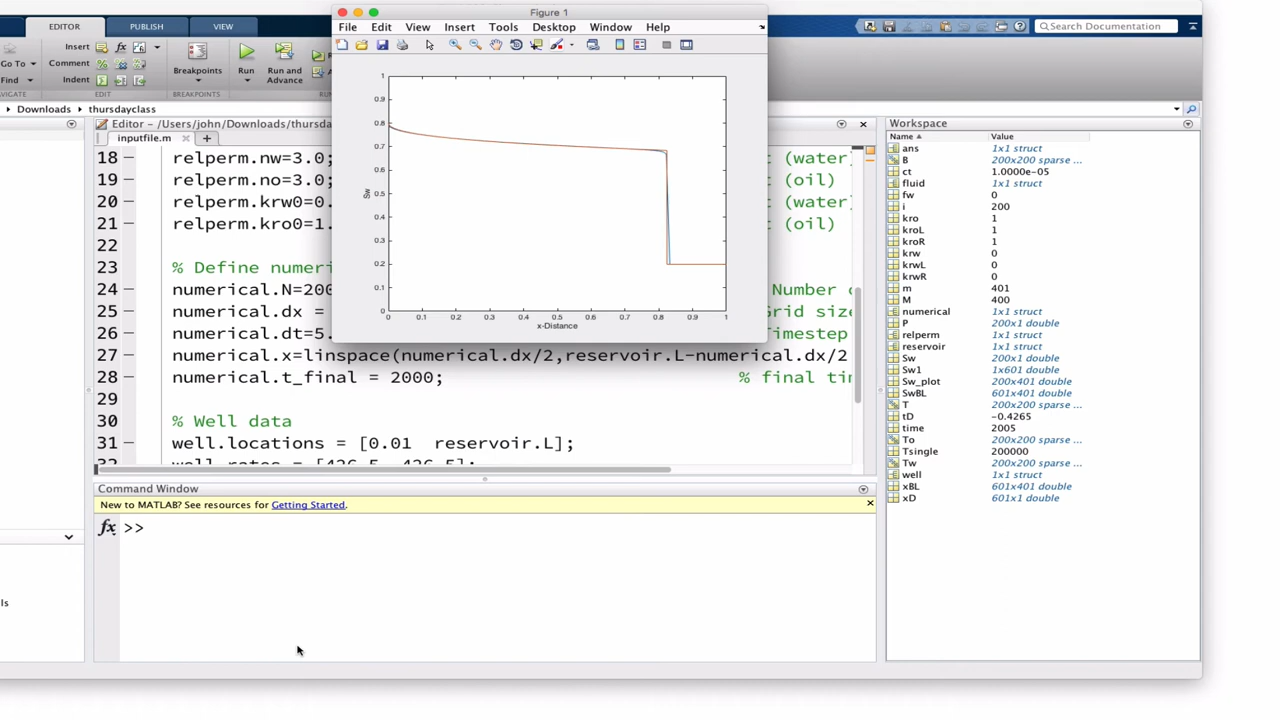 Figure 1
EDITOR PUBLISH VIEW
File Edit View Insert Tools Desktop Window Help
Search Documentation
Insert fx
Go To Comment % Breakpoints Run Run and
Find Indent Advance
EDIT BREAKPOINTS
Downloads thursdayclass
Editor - /Users/john/Downloads/thursda
inputfile.m
18 relperm.nw=3.0; t (water)
19 relperm.no=3.0; t (oil)
20 relperm.krw0=0. t (water)
21 relperm.kro0=1. t (oil)
22
23 % Define numeri
24 numerical.N=200 Number
25 numerical.dx = Grid size
26 numerical.dt=5. Timestep
27 numerical.x=linspace(numerical.dx/2,reservoir.L-numerical.dx/2
28 numerical.t_final = 2000; % final tim
29
30 % Well data
31 well.locations = [0.01 reservoir.L];
1
0.9
0.8
0.7
0.6
Sw
0.5
0.4
0.3
0.2
0.1
0
0 0.1 0.2 0.3 0.4 0.5 0.6 0.7 0.8 0.9 1
x-Distance
Command Window
New to MATLAB? See resources for Getting Started.
fx >>
ls
Workspace
Name Value
ans 1x1 struct
B 200x200 sparse ...
ct 1.0000e-05
fluid 1x1 struct
fw 0
i 200
kro 1
kroL 1
kroR 1
krw 0
krwL 0
krwR 0
m 401
M 400
numerical 1x1 struct
P 200x1 double
relperm 1x1 struct
reservoir 1x1 struct
Sw 200x1 double
Sw1 1x601 double
Sw_plot 200x401 double
SwBL 601x401 double
T 200x200 sparse ...
tD -0.4265
time 2005
To 200x200 sparse ...
Tsingle 200000
Tw 200x200 sparse ...
well 1x1 struct
xBL 601x401 double
xD 601x1 double